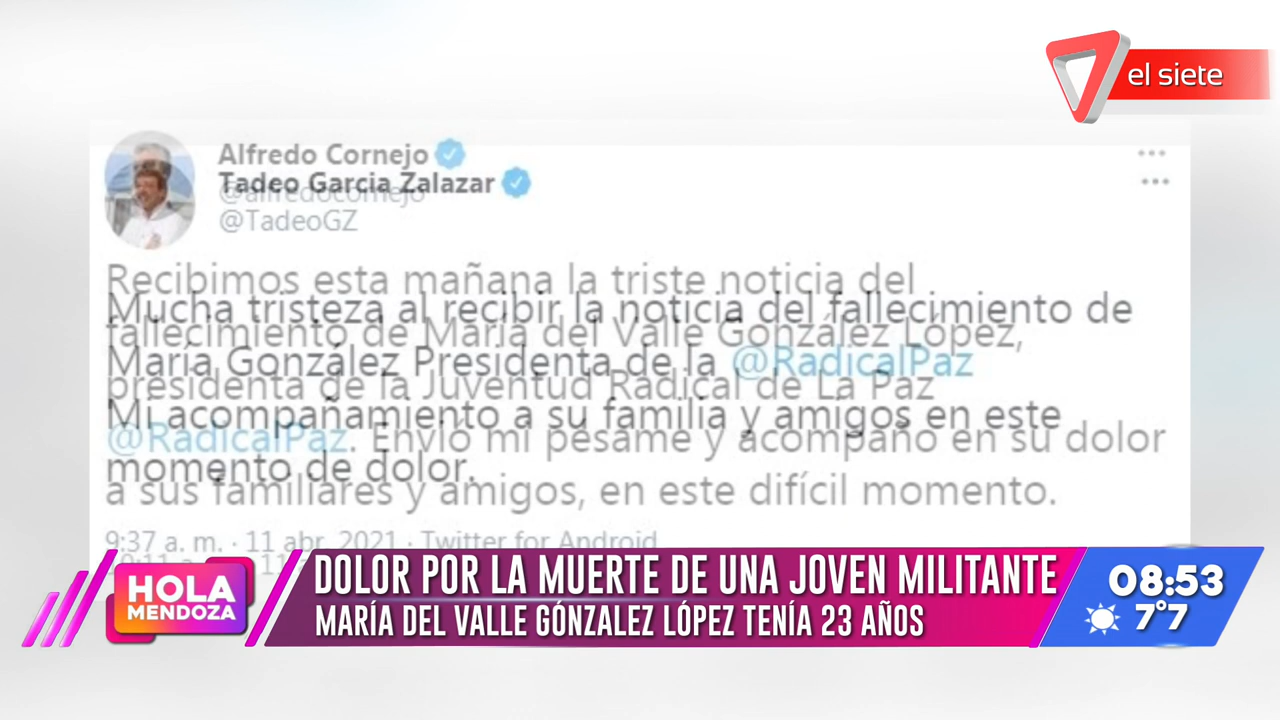 el siete
Alfredo Cornejo
@alfredocornejo
Recibimos esta mañana la triste noticia del
fallecimiento de María del Valle González López,
presidenta de la Juventud Radical de La Paz
@RadicalPaz. Envío mi pésame y acompaño en su dolor
a sus familiares y amigos, en este difícil momento.
9:37 a. m. · 11 abr. 2021 · Twitter for Android
Tadeo Garcia Zalazar
@TadeoGZ
Mucha tristeza al recibir la noticia del fallecimiento de
María González Presidenta de la @RadicalPaz
Mi acompañamiento a su familia y amigos en este
momento de dolor.
HOLA
MENDOZA
DOLOR POR LA MUERTE DE UNA JOVEN MILITANTE
MARÍA DEL VALLE GÓNZALEZ LÓPEZ TENÍA 23 AÑOS
08:53
7°7